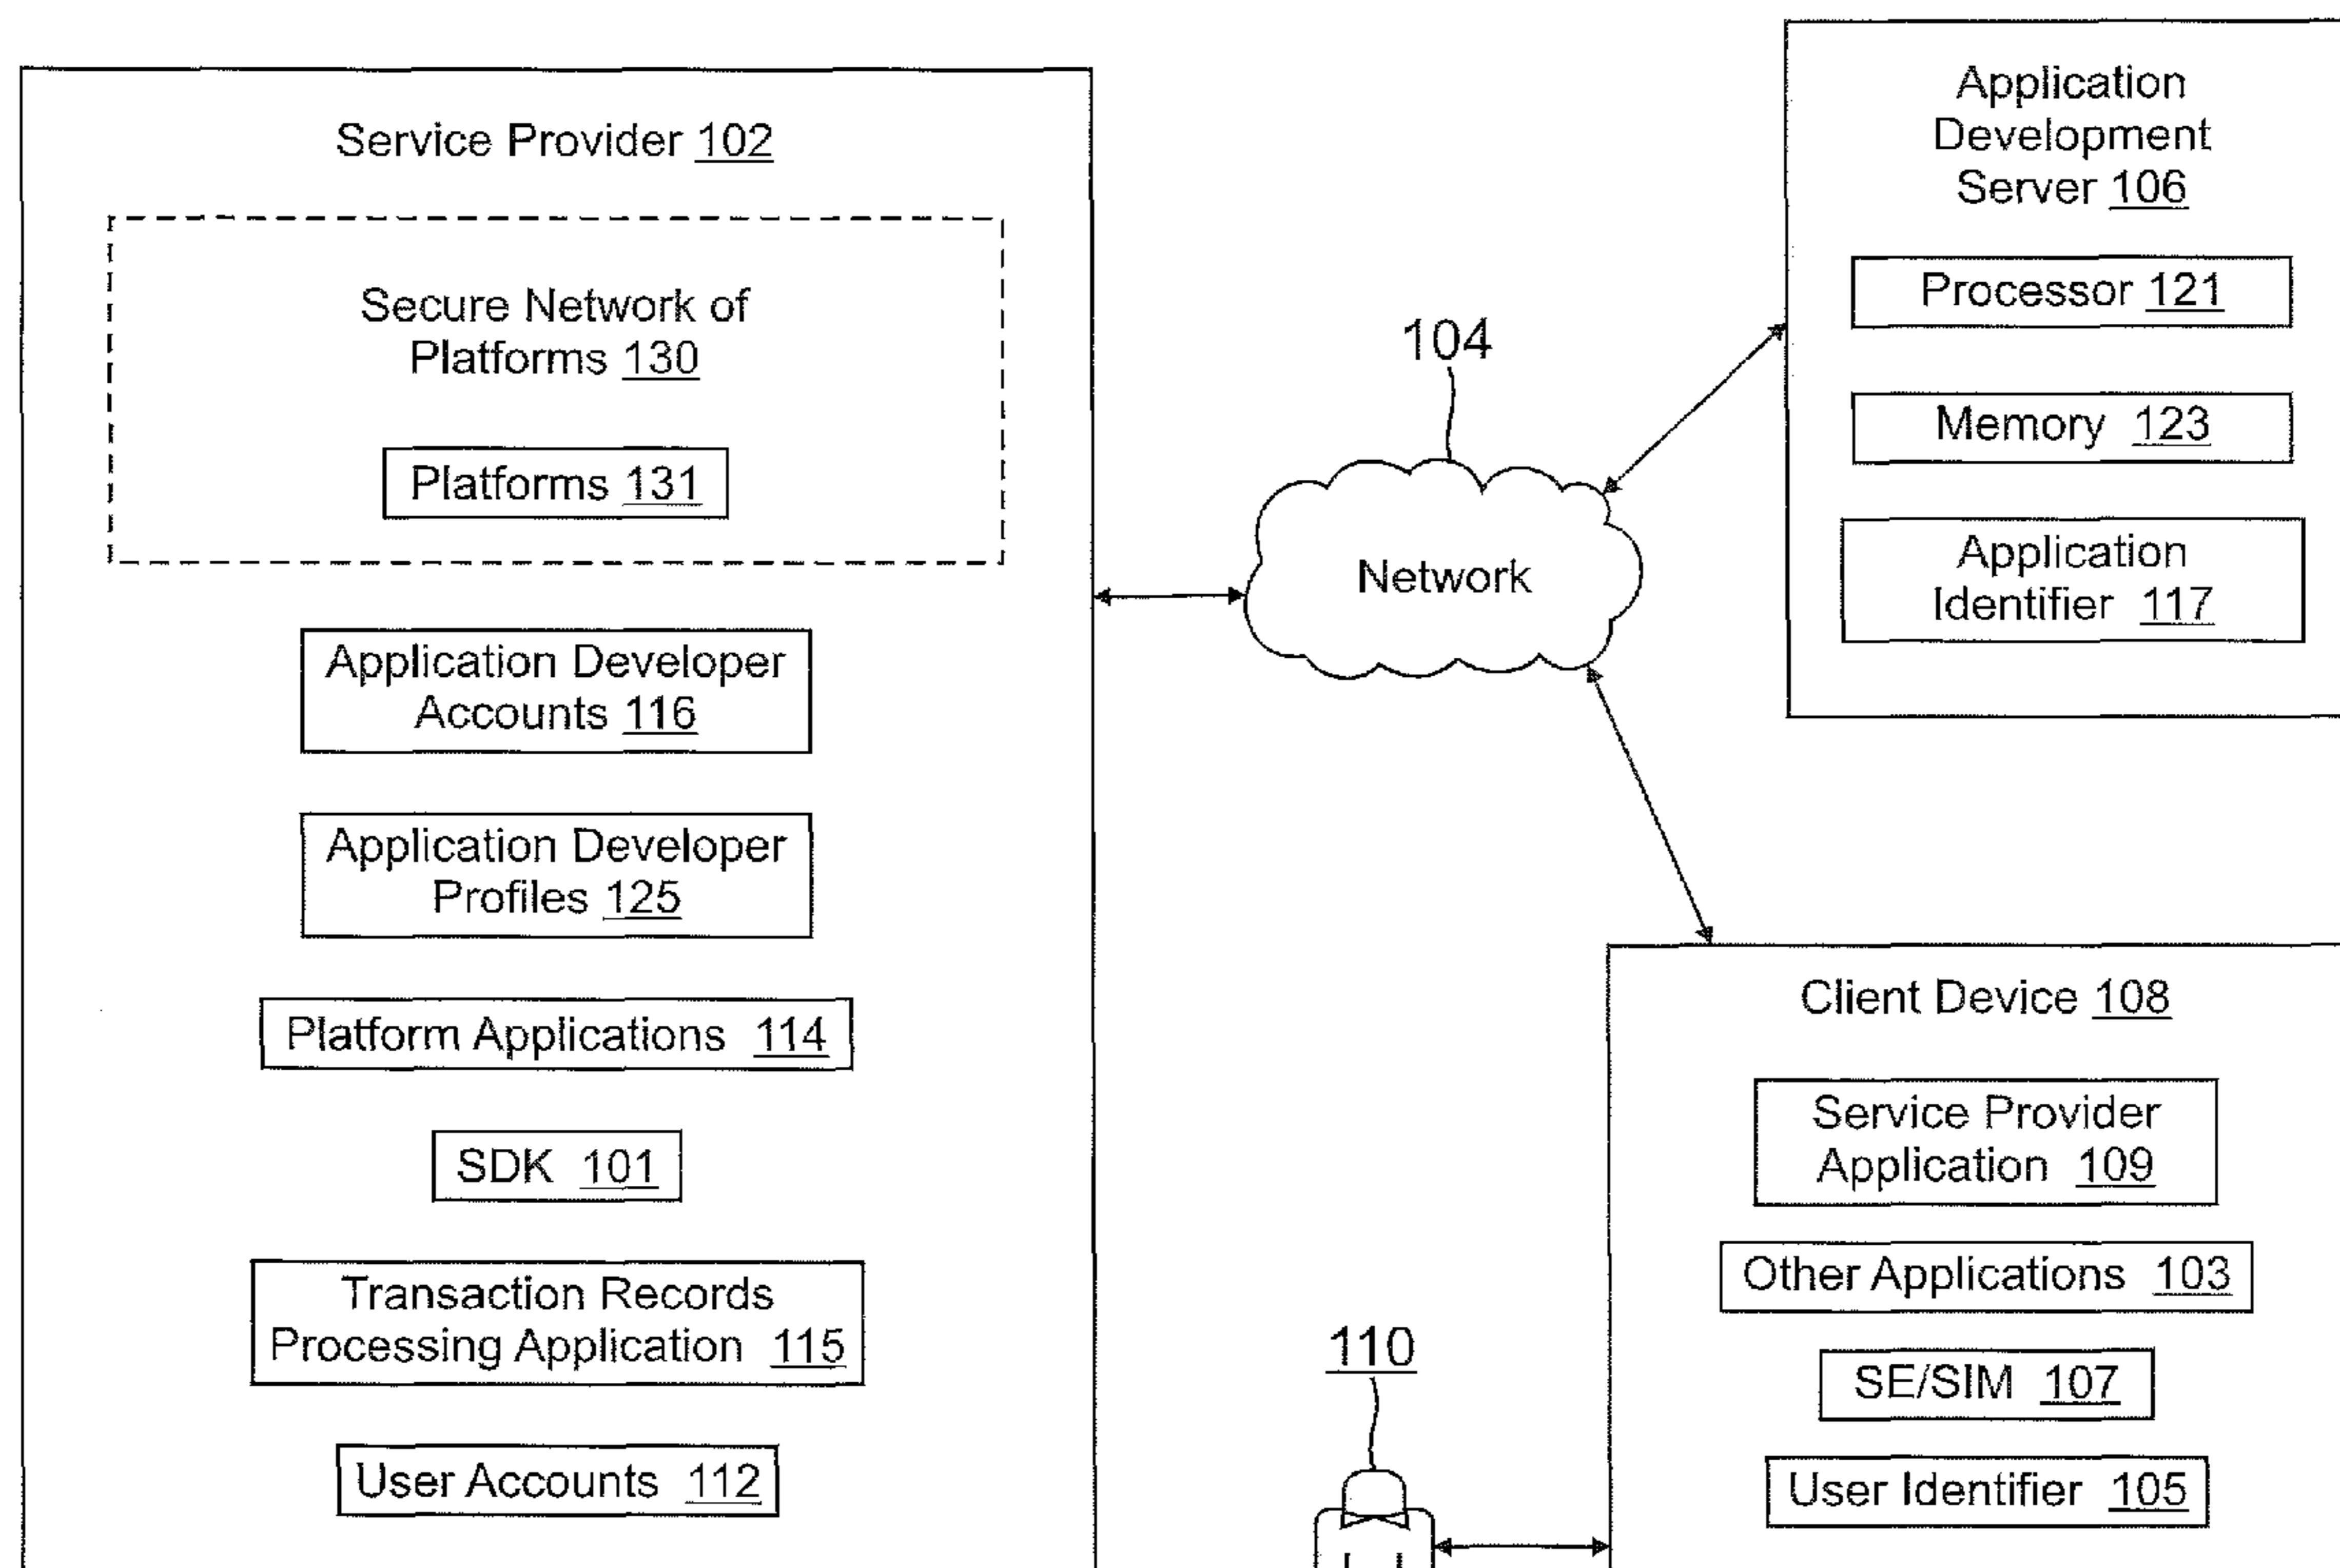 Service Provider 102
Secure Network of
Platforms 130
Platforms 131
Application Developer
Accounts 116
Application Developer
Profiles 125
Platform Applications 114
SDK 101
Transaction Records
Processing Application 115
User Accounts 112
104
Network
110
Application
Development
Server 106
Processor 121
Memory 123
Application
Identifier 117
Client Device 108
Service Provider
Application 109
Other Applications 103
SE/SIM 107
User Identifier 105